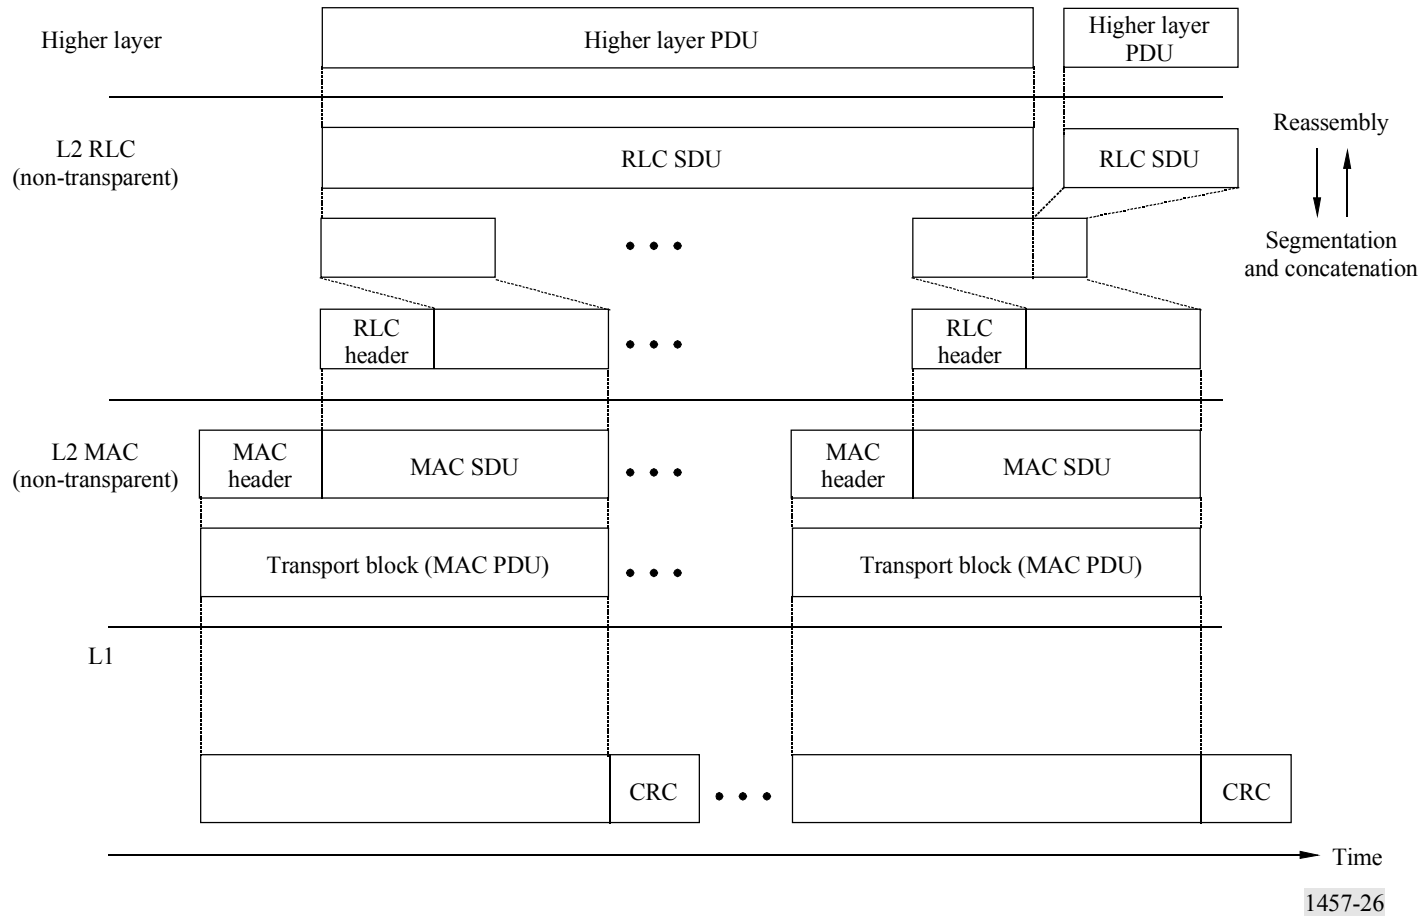 Higher layer
Higher layer PDU
Higher layer
PDU
L2 RLC
(non-transparent)
RLC SDU
RLC SDU
Reassembly
Segmentation
and concatenation
RLC
header
RLC
header
L2 MAC
(non-transparent)
MAC
header
MAC SDU
MAC
header
MAC SDU
Transport block (MAC PDU)
Transport block (MAC PDU)
L1
CRC
CRC
Time
1457-26